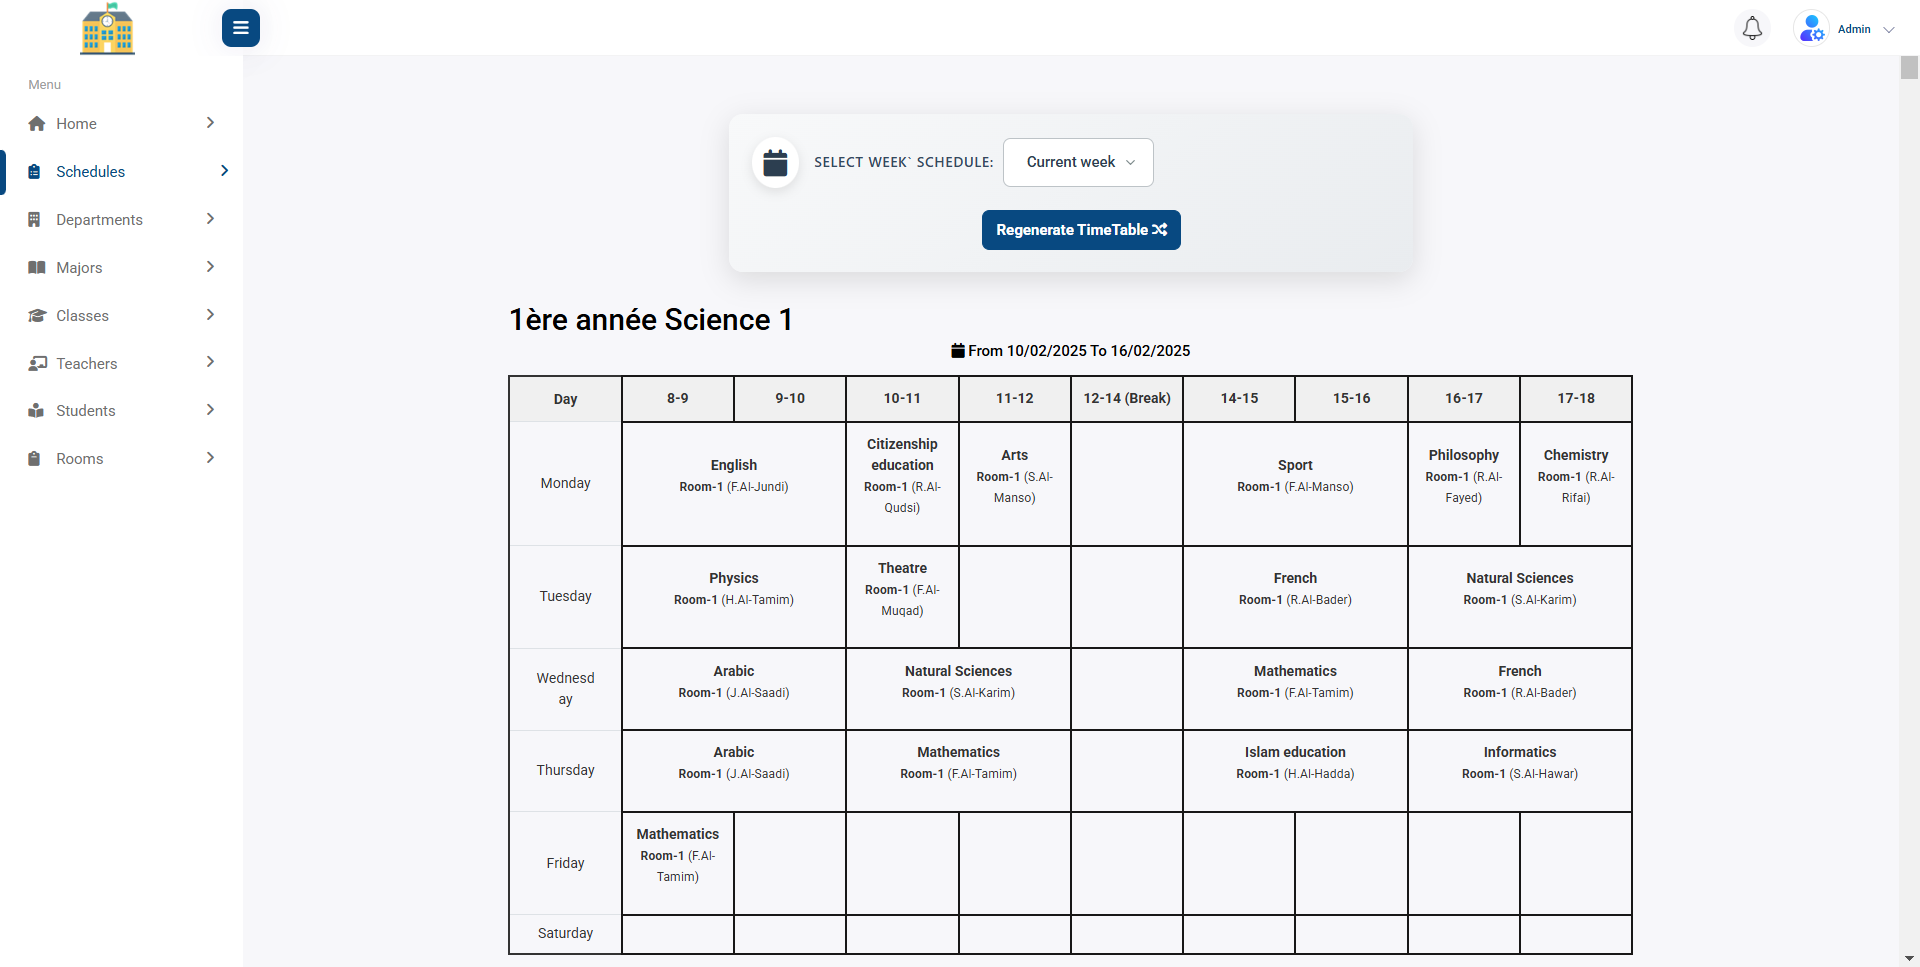 Admin
Menu
Home
Schedules
Departments
Majors
Classes
Teachers
Students
Rooms
SELECT WEEK` SCHEDULE:
Current week
Regenerate TimeTable
1ère année Science 1
From 10/02/2025 To 16/02/2025
Day
8-9
9-10
10-11
11-12
12-14 (Break)
14-15
15-16
16-17
17-18
Monday
English
Room-1 (F.Al-Jundi)
Citizenship
education
Room-1 (R.Al-
Qudsi)
Arts
Room-1 (S.Al-
Manso)
Sport
Room-1 (F.Al-Manso)
Philosophy
Room-1 (R.Al-
Fayed)
Chemistry
Room-1 (R.Al-
Rifai)
Tuesday
Physics
Room-1 (H.Al-Tamim)
Theatre
Room-1 (F.Al-
Muqad)
French
Room-1 (R.Al-Bader)
Natural Sciences
Room-1 (S.Al-Karim)
Wednesd
ay
Arabic
Room-1 (J.Al-Saadi)
Natural Sciences
Room-1 (S.Al-Karim)
Mathematics
Room-1 (F.Al-Tamim)
French
Room-1 (R.Al-Bader)
Thursday
Arabic
Room-1 (J.Al-Saadi)
Mathematics
Room-1 (F.Al-Tamim)
Islam education
Room-1 (H.Al-Hadda)
Informatics
Room-1 (S.Al-Hawar)
Friday
Mathematics
Room-1 (F.Al-
Tamim)
Saturday